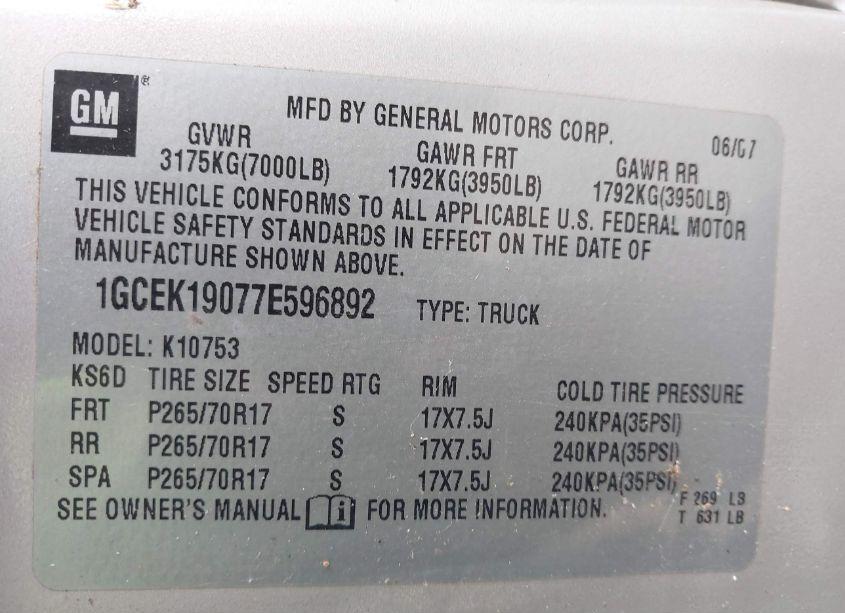 GM ®
MFD BY GENERAL MOTORS CORP. 06/07
GVWR GAWR FRT GAWR RR
3175KG(7000LB) 1792KG(3950LB) 1792KG(3950LB)
THIS VEHICLE CONFORMS TO ALL APPLICABLE U.S. FEDERAL MOTOR
VEHICLE SAFETY STANDARDS IN EFFECT ON THE DATE OF
MANUFACTURE SHOWN ABOVE.
1GCEK19077E596892 TYPE: TRUCK
MODEL: K10753
KS6D TIRE SIZE SPEED RTG RIM COLD TIRE PRESSURE
FRT P265/70R17 S 17X7.5J 240KPA(35PSI)
RR P265/70R17 S 17X7.5J 240KPA(35PSI)
SPA P265/70R17 S 17X7.5J 240KPA(35PSI)
F 269 LB
SEE OWNER'S MANUAL i FOR MORE INFORMATION.
T 631 LB